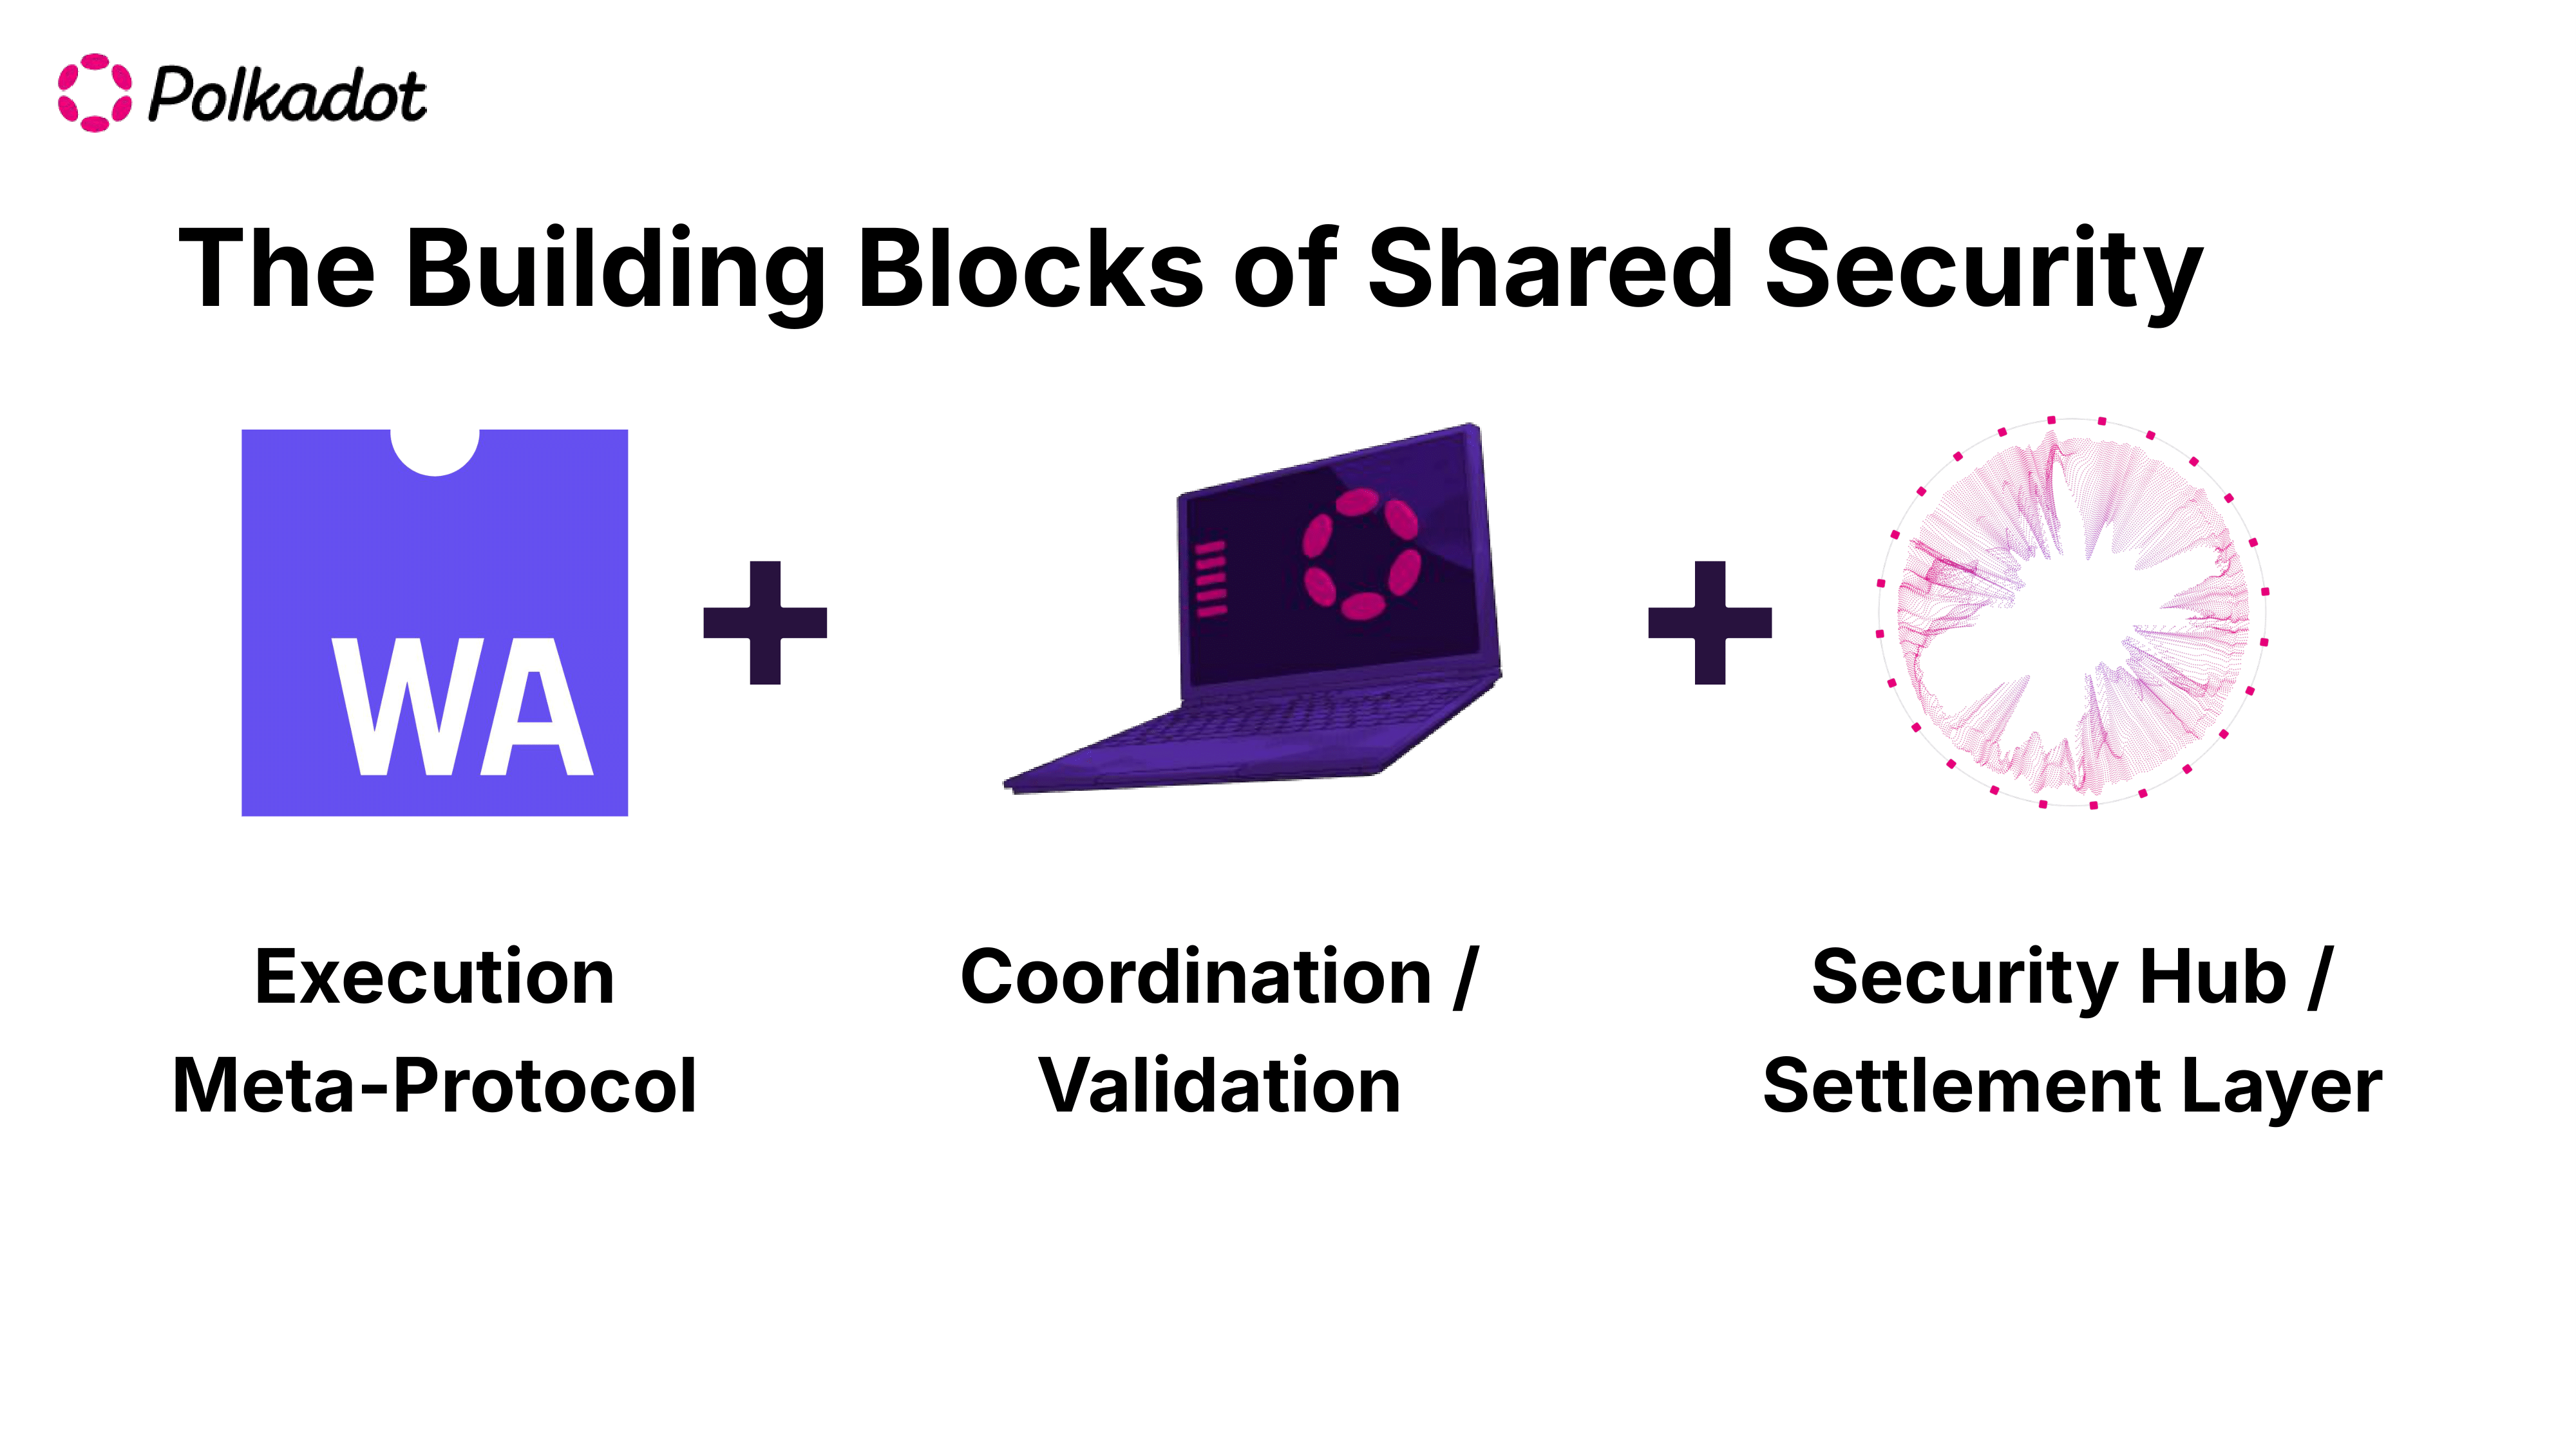 Polkadot
The Building Blocks of Shared Security
WA
Execution
Meta-Protocol
Coordination /
Validation
Security Hub /
Settlement Layer